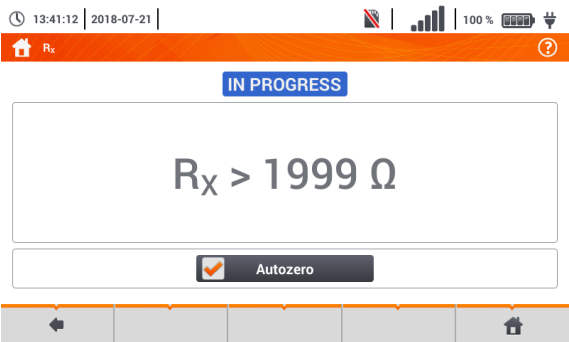 13:41:12 2018-07-21 100 %
Rx ?
IN PROGRESS
Rx > 1999 Ω
Autozero